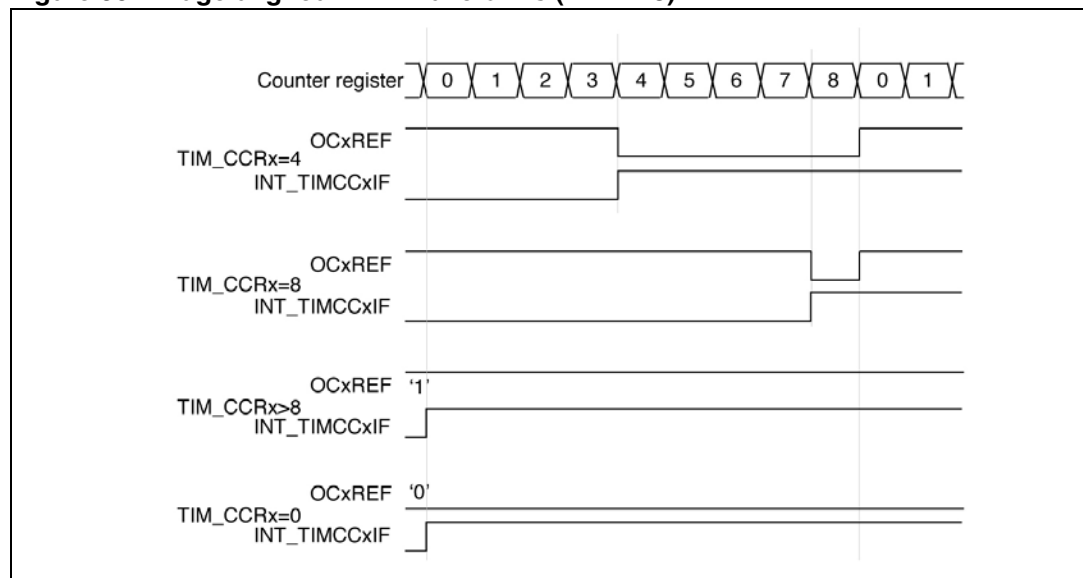 Counter register 0 1 2 3 4 5 6 7 8 0 1
OCxREF
TIM_CCRx=4
INT_TIMCCxIF
OCxREF
TIM_CCRx=8
INT_TIMCCxIF
OCxREF '1'
TIM_CCRx>8
INT_TIMCCxIF
OCxREF '0'
TIM_CCRx=0
INT_TIMCCxIF